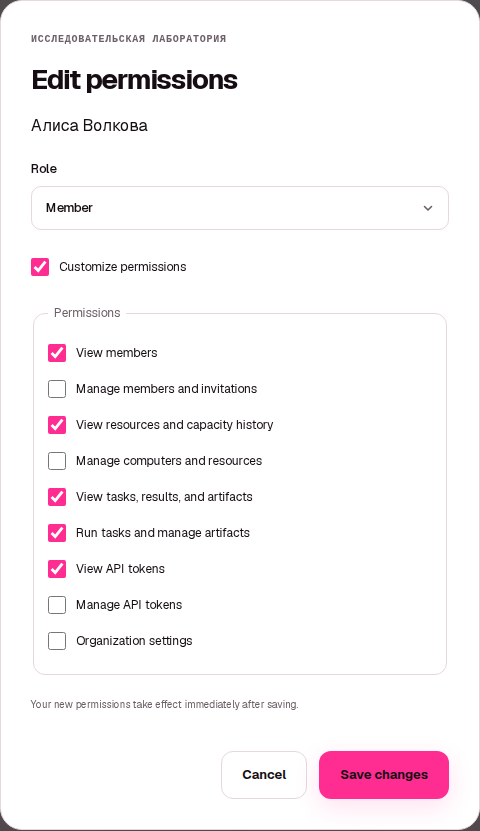 ИССЛЕДОВАТЕЛЬСКАЯ ЛАБОРАТОРИЯ
Edit permissions
Алиса Волкова
Role
Member
Customize permissions
Permissions
View members
Manage members and invitations
View resources and capacity history
Manage computers and resources
View tasks, results, and artifacts
Run tasks and manage artifacts
View API tokens
Manage API tokens
Organization settings
Your new permissions take effect immediately after saving.
Cancel
Save changes